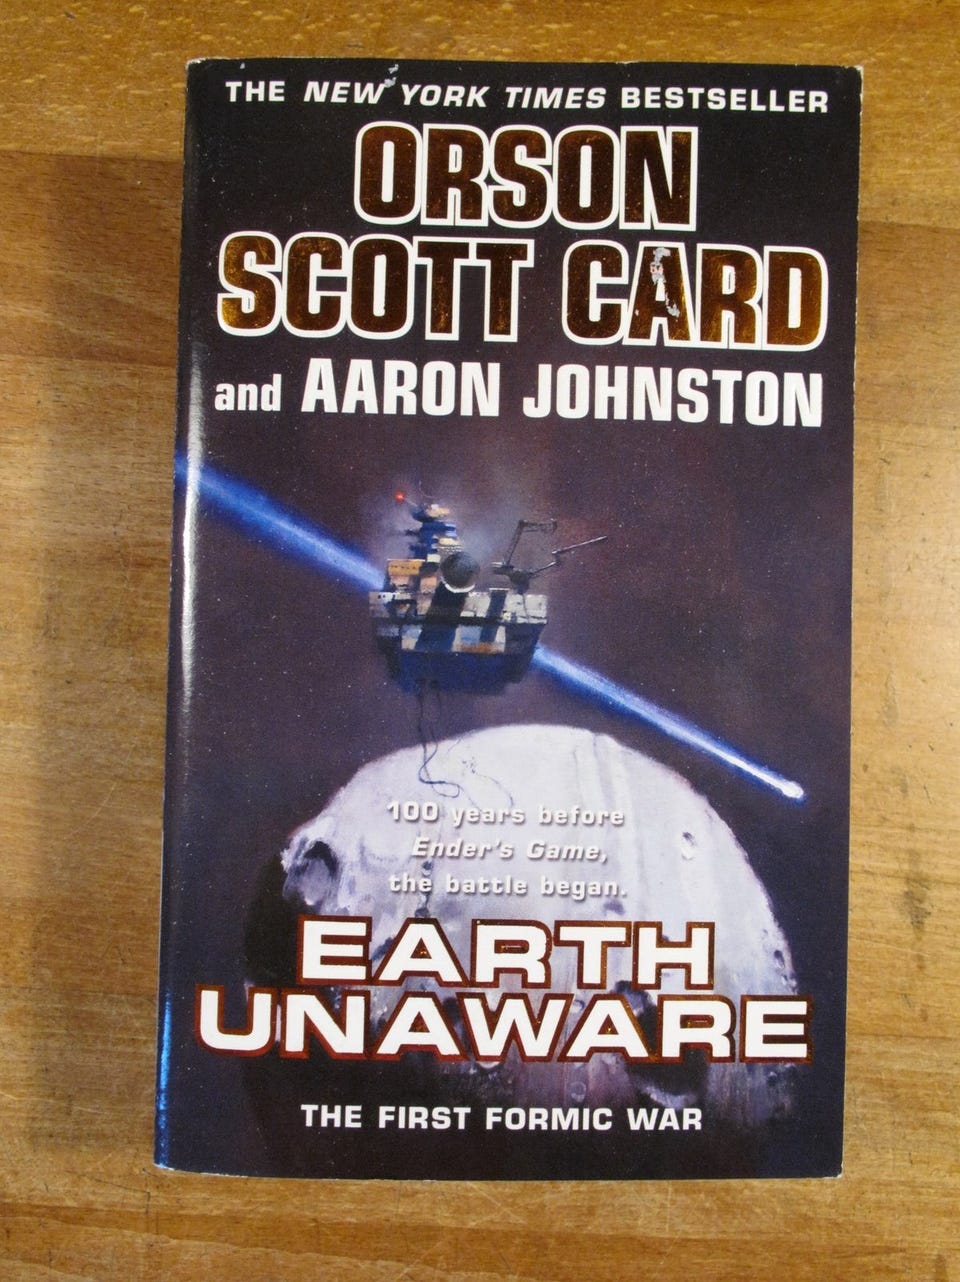 THE NEW YORK TIMES BESTSELLER
ORSON
SCOTT CARD
and AARON JOHNSTON
100 years before
Ender's Game,
the battle began.
EARTH
UNAWARE
THE FIRST FORMIC WAR